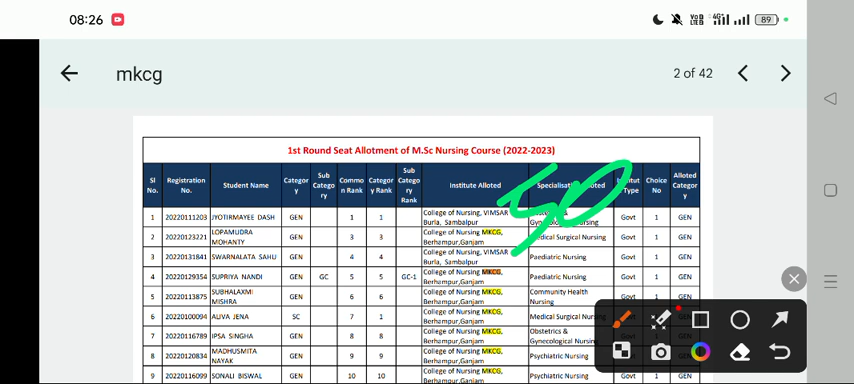 08:26
Vo) LTE D 4G+ 89
mkcg
2 of 42
1st Round Seat Allotment of M.Sc Nursing Course (2022-2023)
Sl No. Registration No. Student Name Category Sub Category Common Rank Category Rank Sub Category Rank Institute Alloted Choice No Alloted Category
1 20220111203 JYOTIRMAYEE DASH GEN 1 1 College of Nursing, VIMSAR Burla, Sambalpur Govt 1 GEN
2 20220123221 LOPAMUDRA MOHANTY GEN 3 3 College of Nursing MKCG, Berhampur,Ganjam Medical Surgical Nursing Govt 1 GEN
3 20220131841 SWARNALATA SAHU GEN 4 4 College of Nursing, VIMSAR Burla, Sambalpur Paediatric Nursing Govt 1 GEN
4 20220129354 SUPRIYA NANDI GEN GC 5 5 GC-1 College of Nursing MKCG, Berhampur,Ganjam Paediatric Nursing Govt 1 GEN
5 20220113875 SUBHALAXMI MISHRA GEN 6 6 College of Nursing MKCG, Berhampur,Ganjam Community Health Nursing
6 20220100094 ALIVA JENA SC 7 1 College of Nursing MKCG, Berhampur,Ganjam Medical Surgical
7 20220116789 IPSA SINGHA GEN 8 8 College of Nursing MKCG, Berhampur,Ganjam Obstetrics & Gynecological Nursing
8 20220120834 MADHUSMITA NAYAK GEN 9 9 College of Nursing MKCG, Berhampur,Ganjam Psychiatric Nursing
9 20220116099 SONALI BISWAL GEN 10 10 College of Nursing MKCG, Psychiatric Nursing Govt 1 GEN